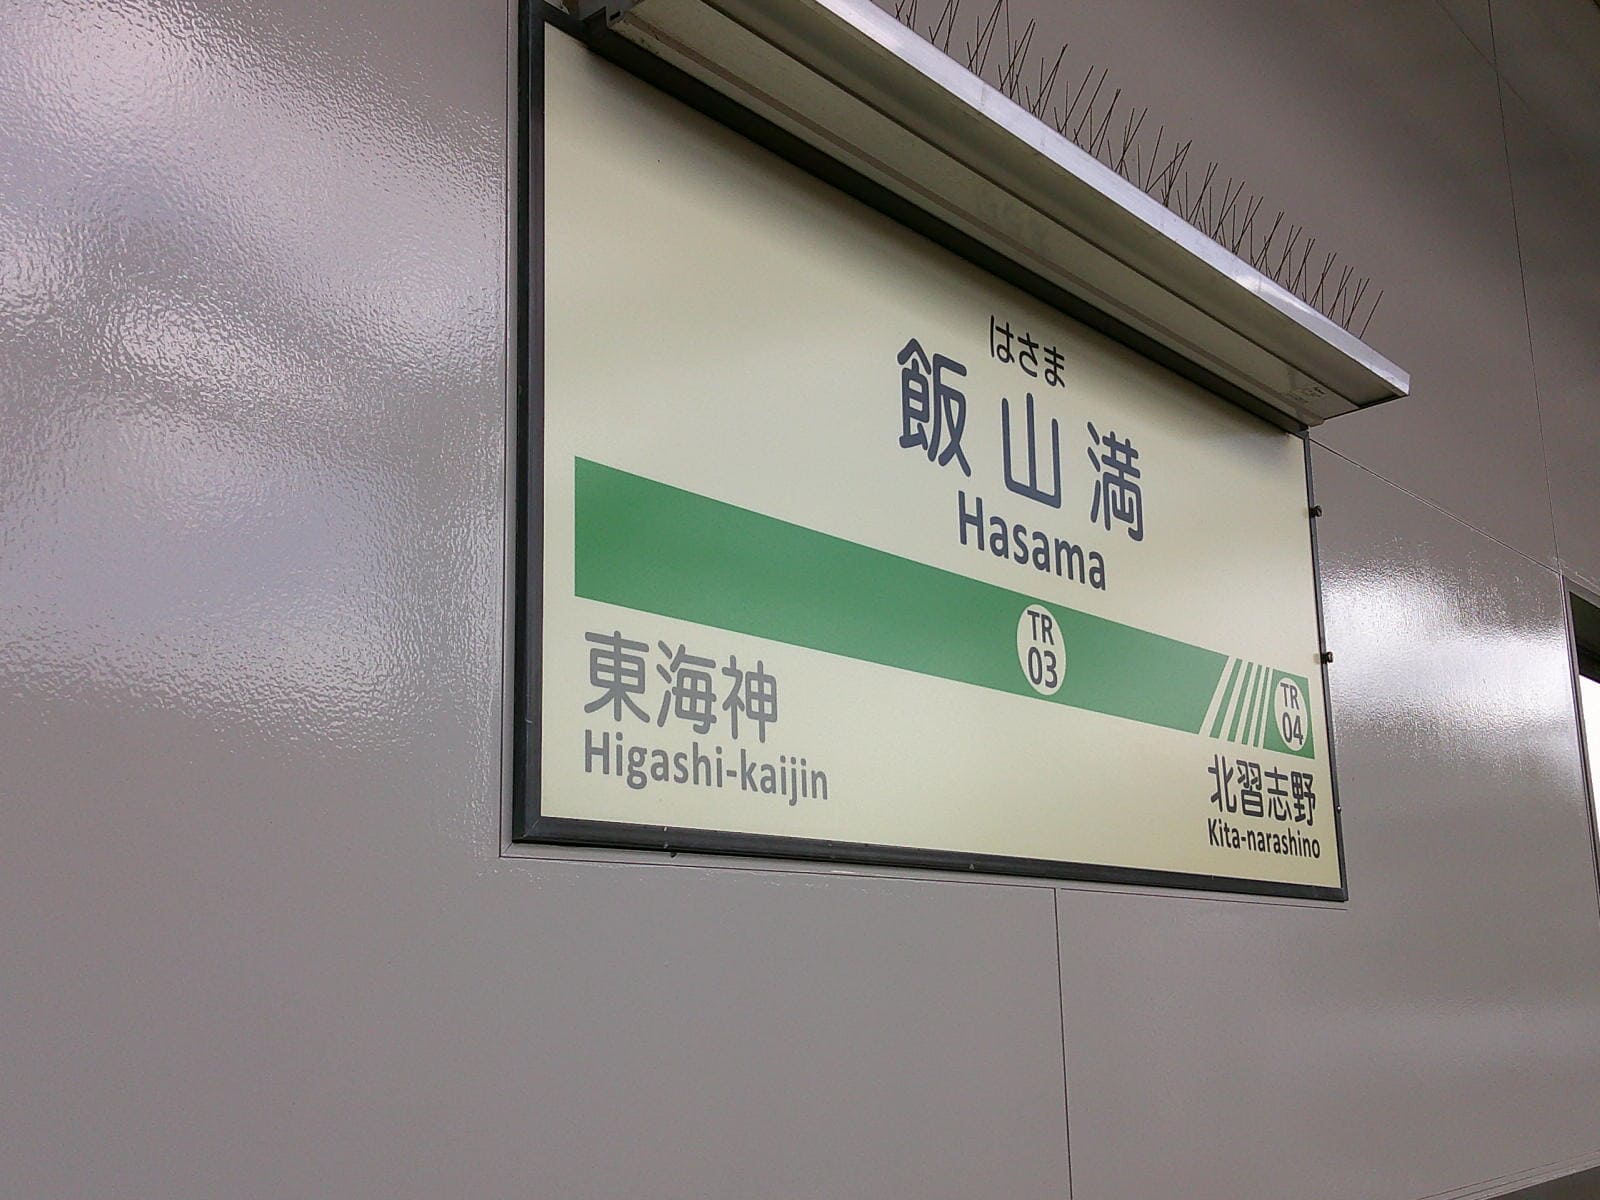 はさま
飯山満
Hasama
TR
03
TR
04
東海神
Higashi-kaijin
北習志野
Kita-narashino